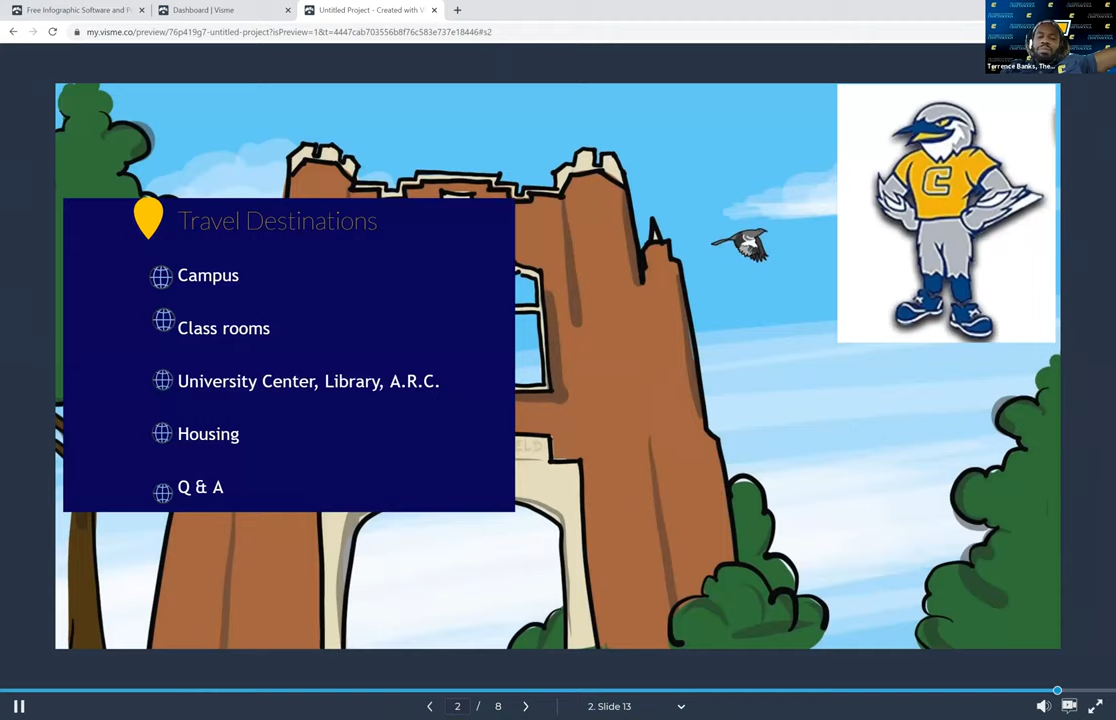 Free Infographic Software and P
Dashboard | Visme
Untitled Project - Created with V
my.visme.co/preview/76p419g7-untitled-project?isPreview=1&t=4447cab703556b8f76c583e737e18446#s2
Terrence Banks, The...
C
Travel Destinations
Campus
Class rooms
University Center, Library, A.R.C.
Housing
Q & A
ELD
2 / 8
2. Slide 13